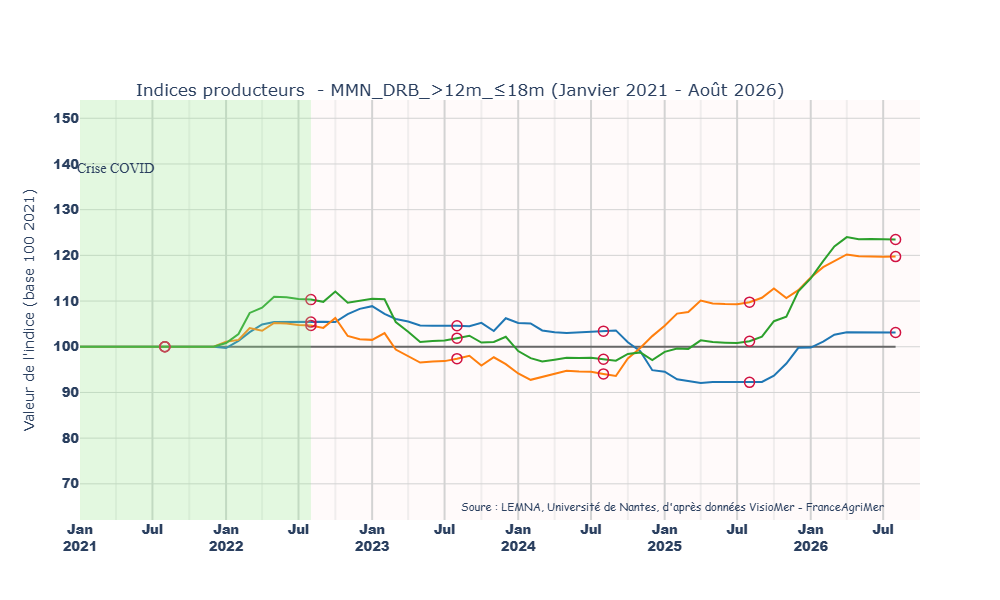 Indices producteurs  - MMN_DRB_>12m_≤18m (Janvier 2021 - Août 2026)
Valeur de l'indice (base 100 2021)
150
140
130
120
110
100
90
80
70
Crise COVID
Soure : LEMNA, Université de Nantes, d'après données VisioMer - FranceAgriMer
Jan Jul Jan Jul Jan Jul Jan Jul Jan Jul Jan Jul
2021 2022 2023 2024 2025 2026